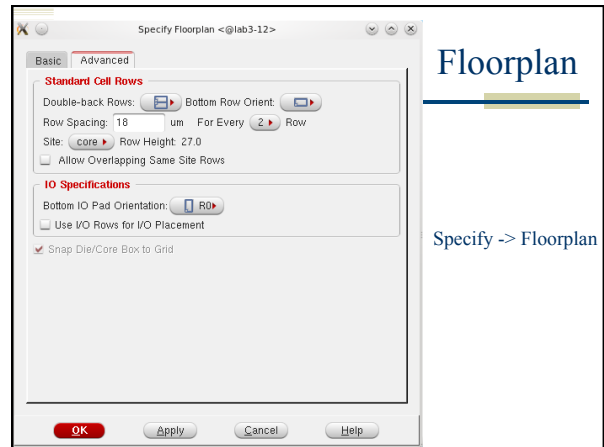 Specify Floorplan <@lab3-12>
Basic Advanced
Floorplan
Standard Cell Rows
Double-back Rows: Bottom Row Orient:
Row Spacing: 18 um For Every 2 Row
Site: core Row Height: 27.0
Allow Overlapping Same Site Rows
IO Specifications
Bottom IO Pad Orientation: R0
Use I/O Rows for I/O Placement
Snap Die/Core Box to Grid
Specify -> Floorplan
OK Apply Cancel Help